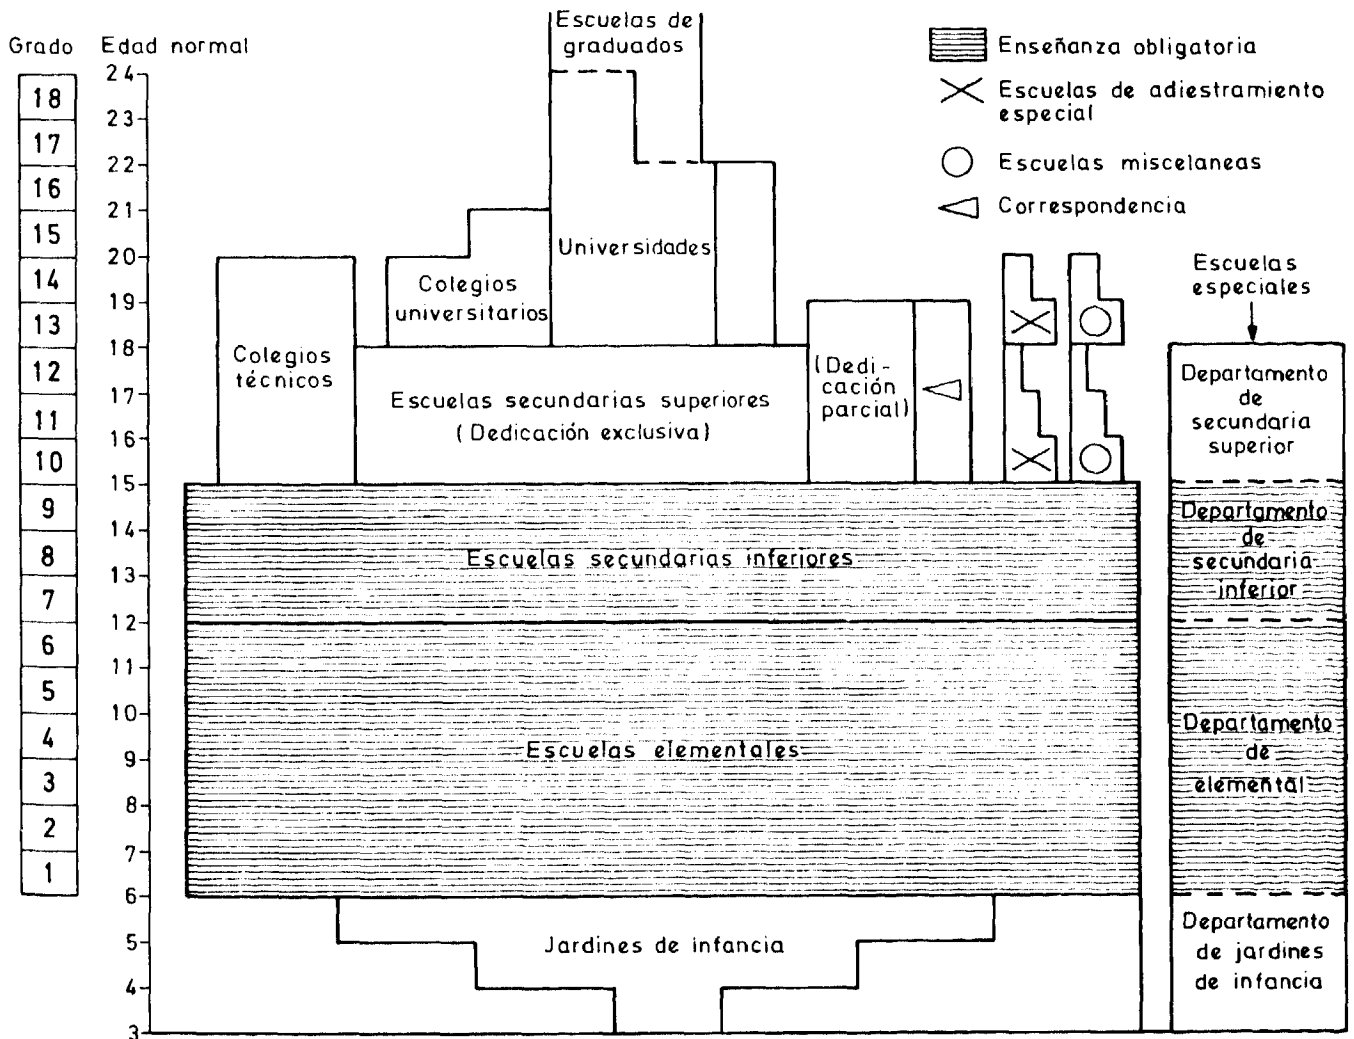 Grado
Edad normal
18
17
16
15
14
13
12
11
10
9
8
7
6
5
4
3
2
1
24
23
22
21
20
19
18
17
16
15
14
13
12
11
10
9
8
7
6
5
4
3
Escuelas de
graduados
Universidades
Colegios
universitarios
Colegios
técnicos
Escuelas secundarias superiores
(Dedicación exclusiva)
(Dedi-
cación
parcial)
Escuelas secundarias inferiores
Escuelas elementales
Jardines de infancia
Enseñanza obligatoria
Escuelas de adiestramiento
especial
Escuelas miscelaneas
Correspondencia
Escuelas
especiales
Departamento
de
secundaria
superior
Departamento
de
secundaria
inferior
Departamento
de
elemental
Departamento
de jardines
de infancia